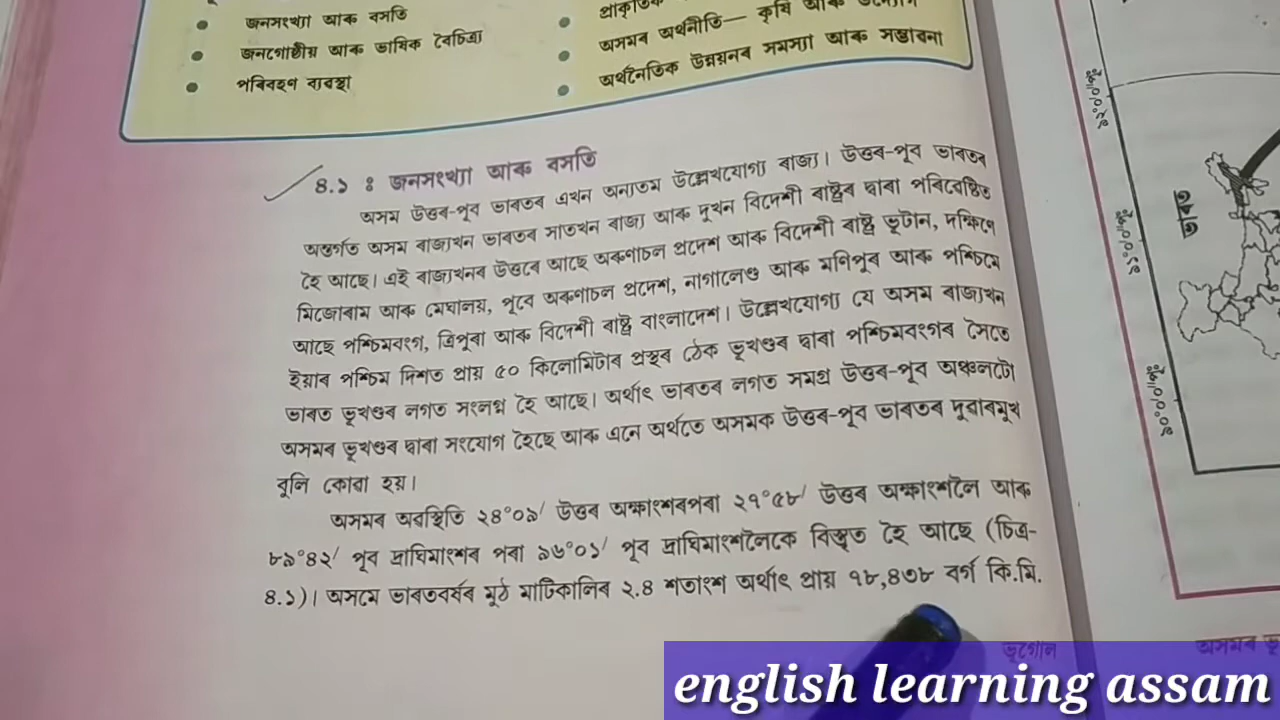 জনসংখ্যা আৰু বসতি
জনগোষ্ঠীয় আৰু ভাষিক বৈচিত্ৰ্য
পৰিবহণ ব্যৱস্থা
প্ৰাকৃতিক
অসমৰ অৰ্থনীতি— কৃষি আৰু উদ্যোগ
অৰ্থনৈতিক উন্নয়নৰ সমস্যা আৰু সম্ভাৱনা
৪.১ ঃ জনসংখ্যা আৰু বসতি
অসম উত্তৰ-পূব ভাৰতৰ এখন অন্যতম উল্লেখযোগ্য ৰাজ্য। উত্তৰ-পূব ভাৰতৰ
অন্তৰ্গত অসম ৰাজ্যখন ভাৰতৰ সাতখন ৰাজ্য আৰু দুখন বিদেশী ৰাষ্ট্ৰৰ দ্বাৰা পৰিবেষ্টিত
হৈ আছে। এই ৰাজ্যখনৰ উত্তৰে আছে অৰুণাচল প্ৰদেশ আৰু বিদেশী ৰাষ্ট্ৰ ভূটান, দক্ষিণে
মিজোৰাম আৰু মেঘালয়, পূবে অৰুণাচল প্ৰদেশ, নাগালেণ্ড আৰু মণিপুৰ আৰু পশ্চিমে
আছে পশ্চিমবংগ, ত্ৰিপুৰা আৰু বিদেশী ৰাষ্ট্ৰ বাংলাদেশ। উল্লেখযোগ্য যে অসম ৰাজ্যখন
ইয়াৰ পশ্চিম দিশত প্ৰায় ৫০ কিলোমিটাৰ প্ৰস্থৰ ঠেক ভূখণ্ডৰ দ্বাৰা পশ্চিমবংগৰ সৈতে
ভাৰত ভূখণ্ডৰ লগত সংলগ্ন হৈ আছে। অৰ্থাৎ ভাৰতৰ লগত সমগ্ৰ উত্তৰ-পূব অঞ্চলটো
অসমৰ ভূখণ্ডৰ দ্বাৰা সংযোগ হৈছে আৰু এনে অৰ্থতে অসমক উত্তৰ-পূব ভাৰতৰ দুৱাৰমুখ
বুলি কোৱা হয়।
অসমৰ অৱস্থিতি ২৪°০৯′ উত্তৰ অক্ষাংশৰপৰা ২৭°৫৮′ উত্তৰ অক্ষাংশলৈ আৰু
৮৯°৪২′ পূব দ্ৰাঘিমাংশৰ পৰা ৯৬°০১′ পূব দ্ৰাঘিমাংশলৈকে বিস্তৃত হৈ আছে (চিত্ৰ-
৪.১)। অসমে ভাৰতবৰ্ষৰ মুঠ মাটিকালিৰ ২.৪ শতাংশ অৰ্থাৎ প্ৰায় ৭৮,৪৩৮ বৰ্গ কি.মি.
ভূগোল
ভাৰত
অসমৰ
english learning assam